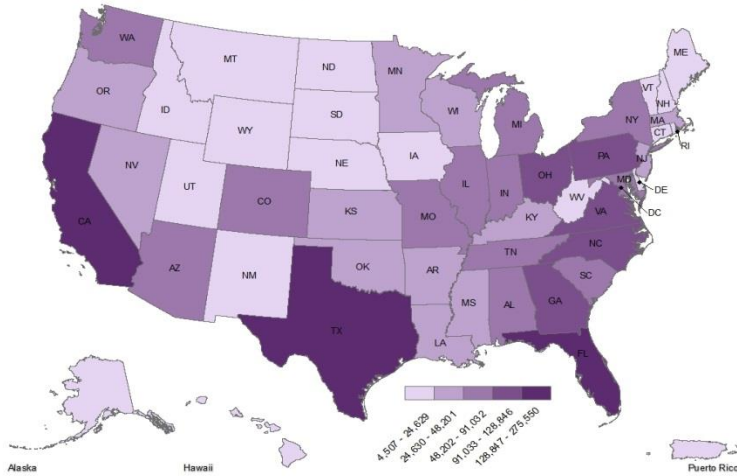 WA
MT
ND
MN
ME
OR
ID
SD
WI
VT
NH
WY
MI
NY
MA
CT
RI
IA
NE
PA
NJ
NV
UT
IL
IN
OH
MD
DE
CA
CO
WV
VA
DC
KS
MO
KY
NC
TN
AZ
NM
OK
AR
SC
MS
AL
GA
TX
LA
FL
4,507 - 24,629
24,630 - 48,201
48,202 - 91,032
91,033 - 128,846
128,847 - 275,550
Alaska
Hawaii
Puerto Rico